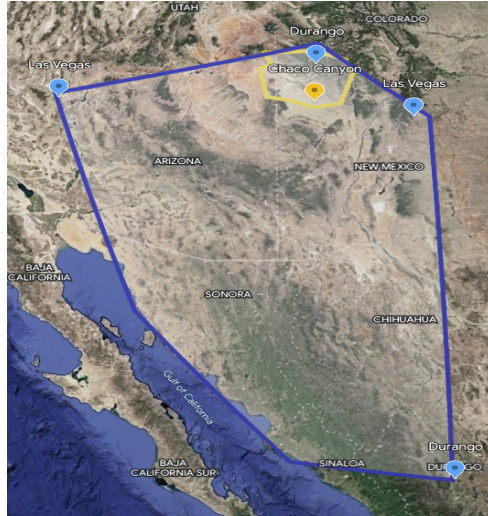 UTAH
Durango
COLORADO
Las Vegas
Chaco Canyon
Las Vegas
ARIZONA
NEW MEXICO
BAJA
CALIFORNIA
SONORA
CHIHUAHUA
Gulf of California
Durango
BAJA
CALIFORNIA SUR
SINALOA